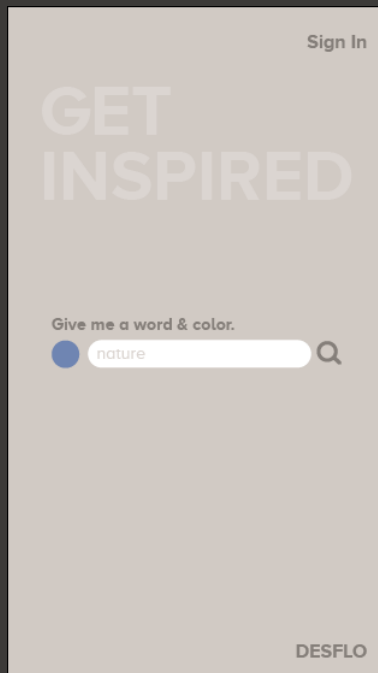 Sign In
GET
INSPIRED
Give me a word & color.
nature
DESFLO